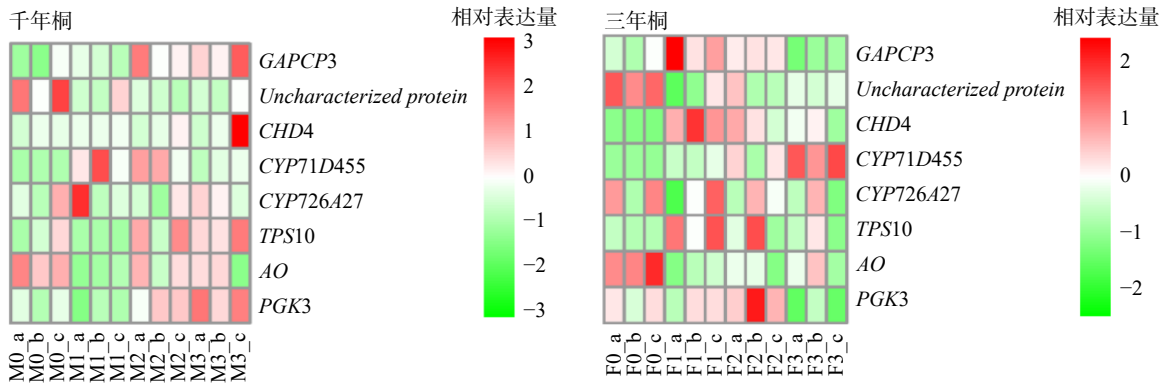 千年桐
相对表达量
GAPCP3
Uncharacterized protein
CHD4
CYP71D455
CYP726A27
TPS10
AO
PGK3
3
2
1
0
−1
−2
−3
M0_a
M0_b
M0_c
M1_a
M1_b
M1_c
M2_a
M2_b
M2_c
M3_a
M3_b
M3_c
三年桐
相对表达量
GAPCP3
Uncharacterized protein
CHD4
CYP71D455
CYP726A27
TPS10
AO
PGK3
2
1
0
−1
−2
F0_a
F0_b
F0_c
F1_a
F1_b
F1_c
F2_a
F2_b
F2_c
F3_a
F3_b
F3_c